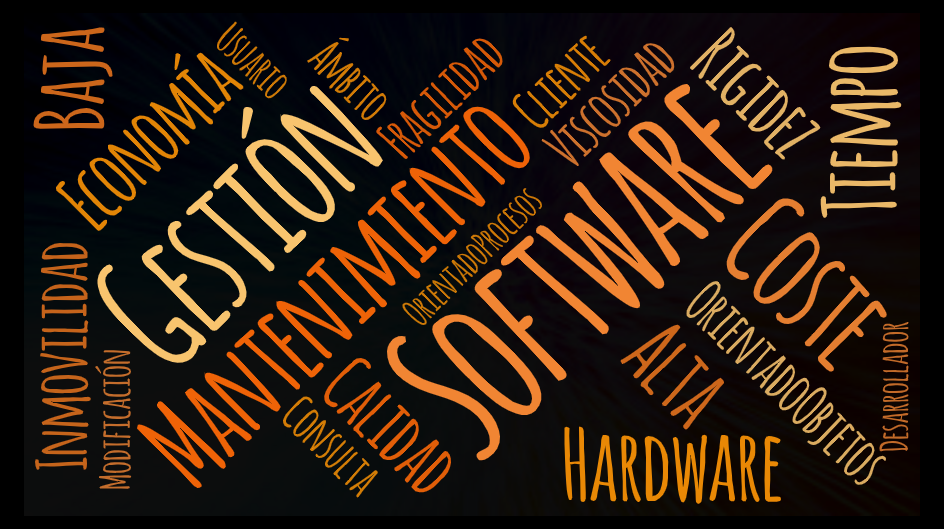 BAJA
ECONOMÍA
USUARIO
ÁMBITO
FRAGILIDAD
CLIENTE
VISCOSIDAD
RIGIDEZ
TIEMPO
GESTIÓN
MANTENIMIENTO
ORIENTADOPROCESOS
SOFTWARE
COSTE
INMOVILIDAD
MODIFICACIÓN
CALIDAD
CONSULTA
ALTA
ORIENTADOOBJETOS
DESARROLLADOR
HARDWARE